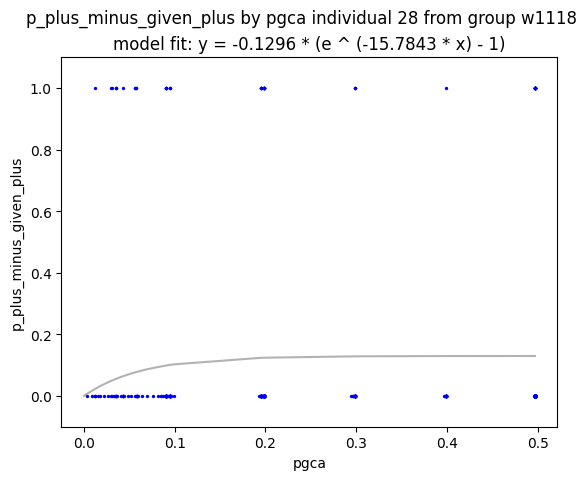 p_plus_minus_given_plus by pgca individual 28 from group w1118
model fit: y = -0.1296 * (e ^ (-15.7843 * x) - 1)
p_plus_minus_given_plus
1.0
0.8
0.6
0.4
0.2
0.0
0.0 0.1 0.2 0.3 0.4 0.5
pgca